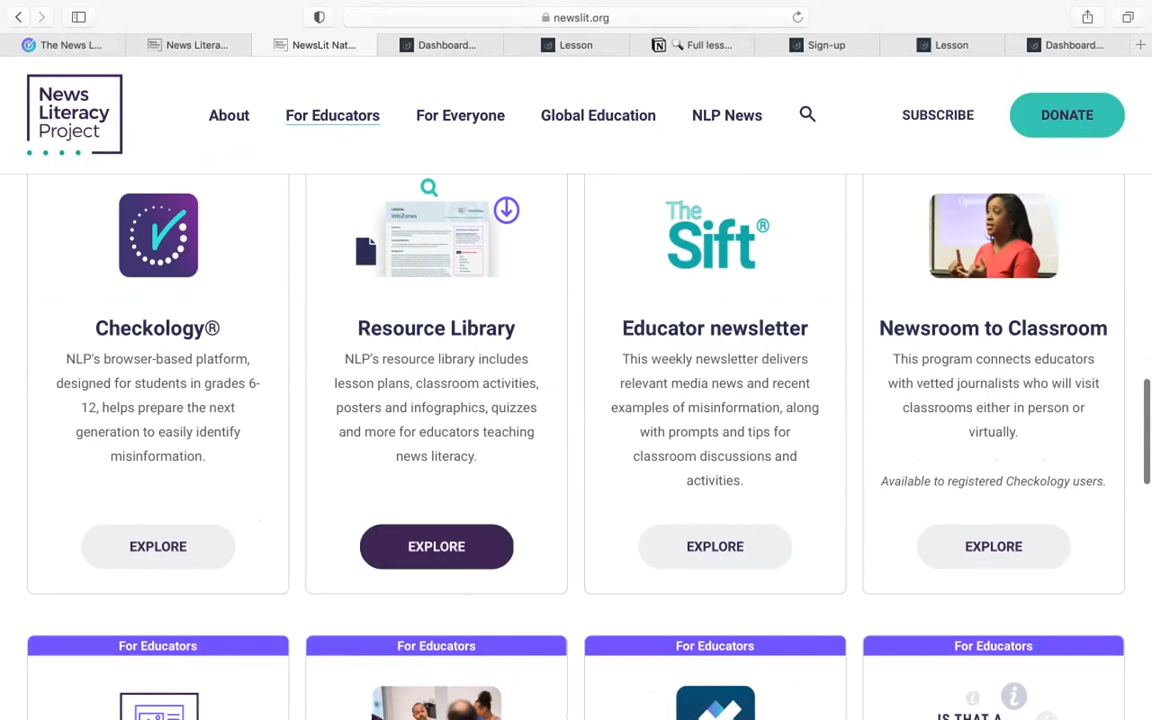 newslit.org
The News L...
News Litera...
NewsLit Nat...
Dashboard...
Lesson
Full less...
Sign-up
Lesson
Dashboard...
News
Literacy
Project
About
For Educators
For Everyone
Global Education
NLP News
SUBSCRIBE
DONATE
The
Sift®
Checkology®
NLP's browser-based platform,
designed for students in grades 6-
12, helps prepare the next
generation to easily identify
misinformation.
EXPLORE
Resource Library
NLP's resource library includes
lesson plans, classroom activities,
posters and infographics, quizzes
and more for educators teaching
news literacy.
EXPLORE
Educator newsletter
This weekly newsletter delivers
relevant media news and recent
examples of misinformation, along
with prompts and tips for
classroom discussions and
activities.
EXPLORE
Newsroom to Classroom
This program connects educators
with vetted journalists who will visit
classrooms either in person or
virtually.
Available to registered Checkology users.
EXPLORE
For Educators
For Educators
For Educators
For Educators
IS THAT A